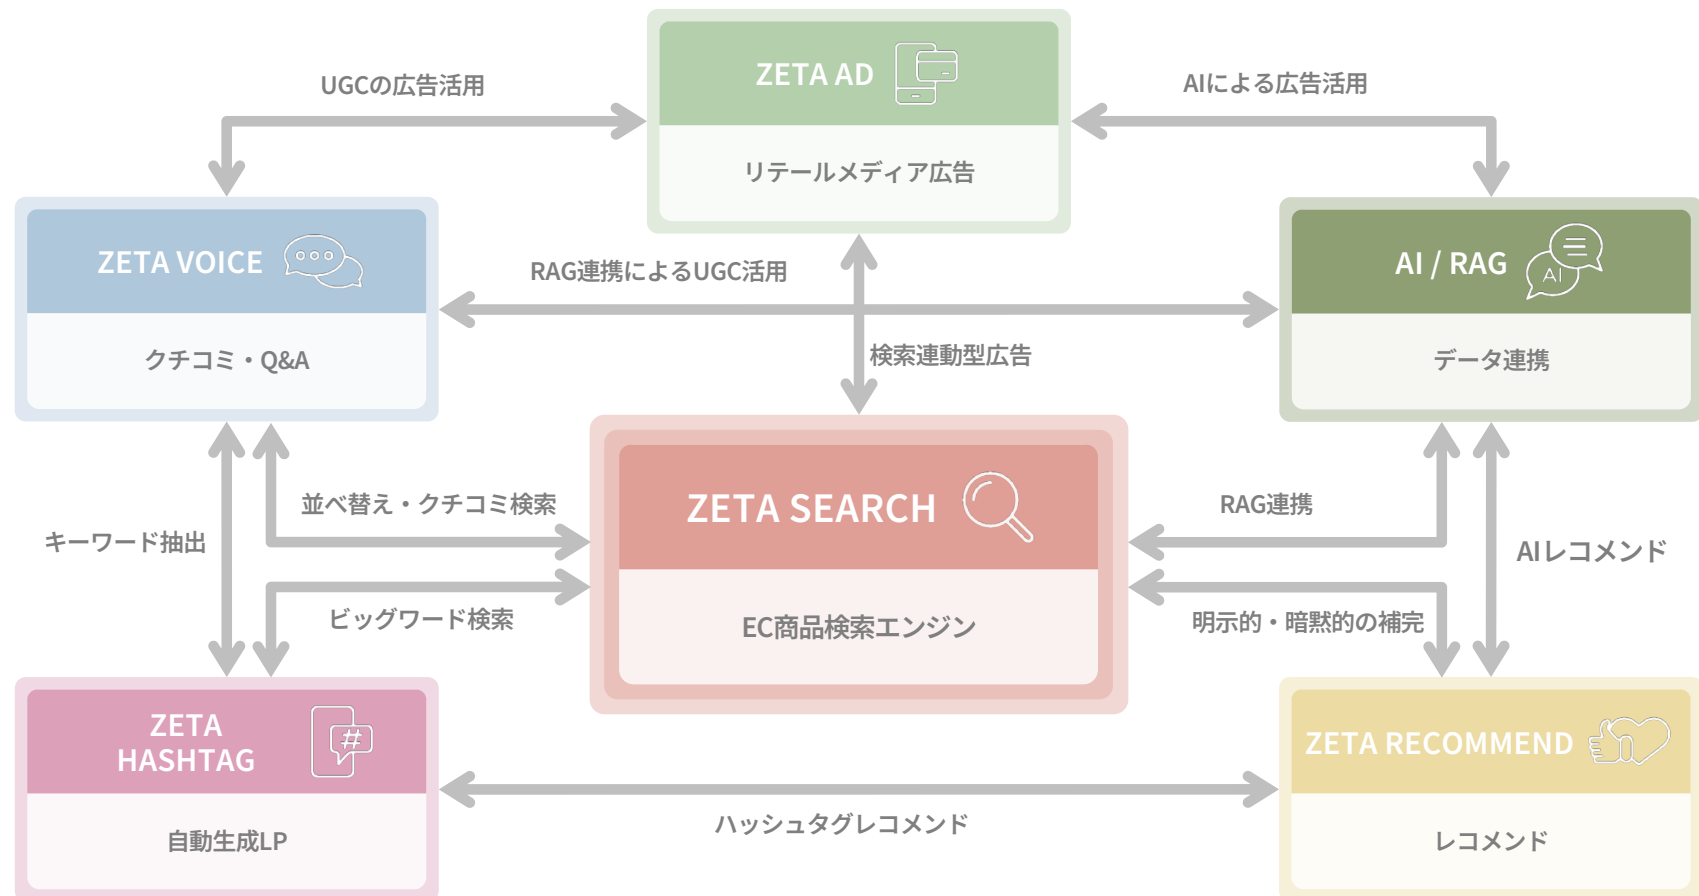 ZETA AD
UGCの広告活用
AIによる広告活用
リテールメディア広告
ZETA VOICE
RAG連携によるUGC活用
AI / RAG
AI
クチコミ・Q&A
検索連動型広告
データ連携
並べ替え・クチコミ検索
ZETA SEARCH
RAG連携
キーワード抽出
AIレコメンド
ビッグワード検索
EC商品検索エンジン
明示的・暗黙的の補完
ZETA
HASHTAG
#
ZETA RECOMMEND
自動生成LP
ハッシュタグレコメンド
レコメンド